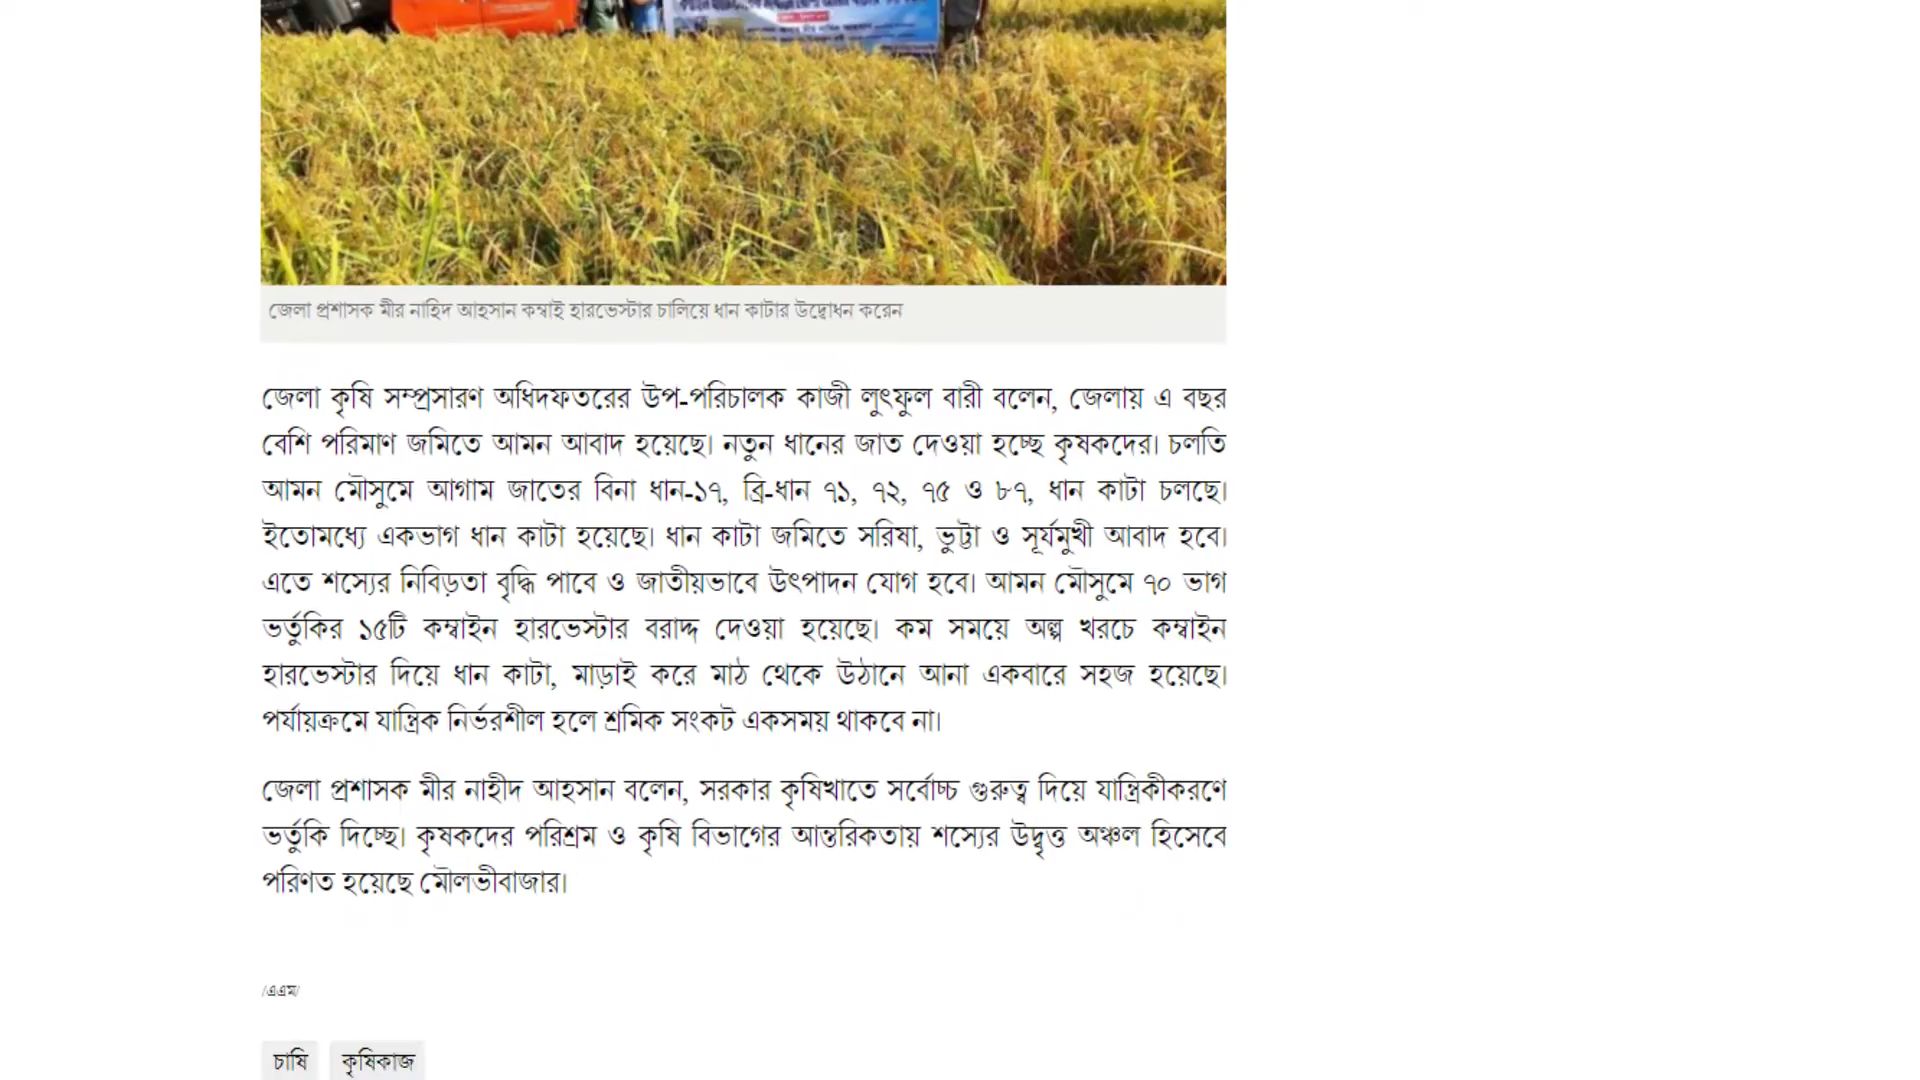 জেলা প্রশাসক মীর নাহিদ আহসান কম্বাই হারভেস্টার চালিয়ে ধান কাটার উদ্বোধন করেন
জেলা কৃষি সম্প্রসারণ অধিদফতরের উপ-পরিচালক কাজী লুৎফুল বারী বলেন, জেলায় এ বছর
বেশি পরিমাণ জমিতে আমন আবাদ হয়েছে। নতুন ধানের জাত দেওয়া হচ্ছে কৃষকদের। চলতি
আমন মৌসুমে আগাম জাতের বিনা ধান-১৭, ব্রি-ধান ৭১, ৭২, ৭৫ ও ৮৭, ধান কাটা চলছে।
ইতোমধ্যে একভাগ ধান কাটা হয়েছে। ধান কাটা জমিতে সরিষা, ভুট্টা ও সূর্যমুখী আবাদ হবে।
এতে শস্যের নিবিড়তা বৃদ্ধি পাবে ও জাতীয়ভাবে উৎপাদন যোগ হবে। আমন মৌসুমে ৭০ ভাগ
ভর্তুকির ১৫টি কম্বাইন হারভেস্টার বরাদ্দ দেওয়া হয়েছে। কম সময়ে অল্প খরচে কম্বাইন
হারভেস্টার দিয়ে ধান কাটা, মাড়াই করে মাঠ থেকে উঠানে আনা একবারে সহজ হয়েছে।
পর্যায়ক্রমে যান্ত্রিক নির্ভরশীল হলে শ্রমিক সংকট একসময় থাকবে না।
জেলা প্রশাসক মীর নাহীদ আহসান বলেন, সরকার কৃষিখাতে সর্বোচ্চ গুরুত্ব দিয়ে যান্ত্রিকীকরণে
ভর্তুকি দিচ্ছে। কৃষকদের পরিশ্রম ও কৃষি বিভাগের আন্তরিকতায় শস্যের উদ্বৃত্ত অঞ্চল হিসেবে
পরিণত হয়েছে মৌলভীবাজার।
/এএম/
চাষি কৃষিকাজ